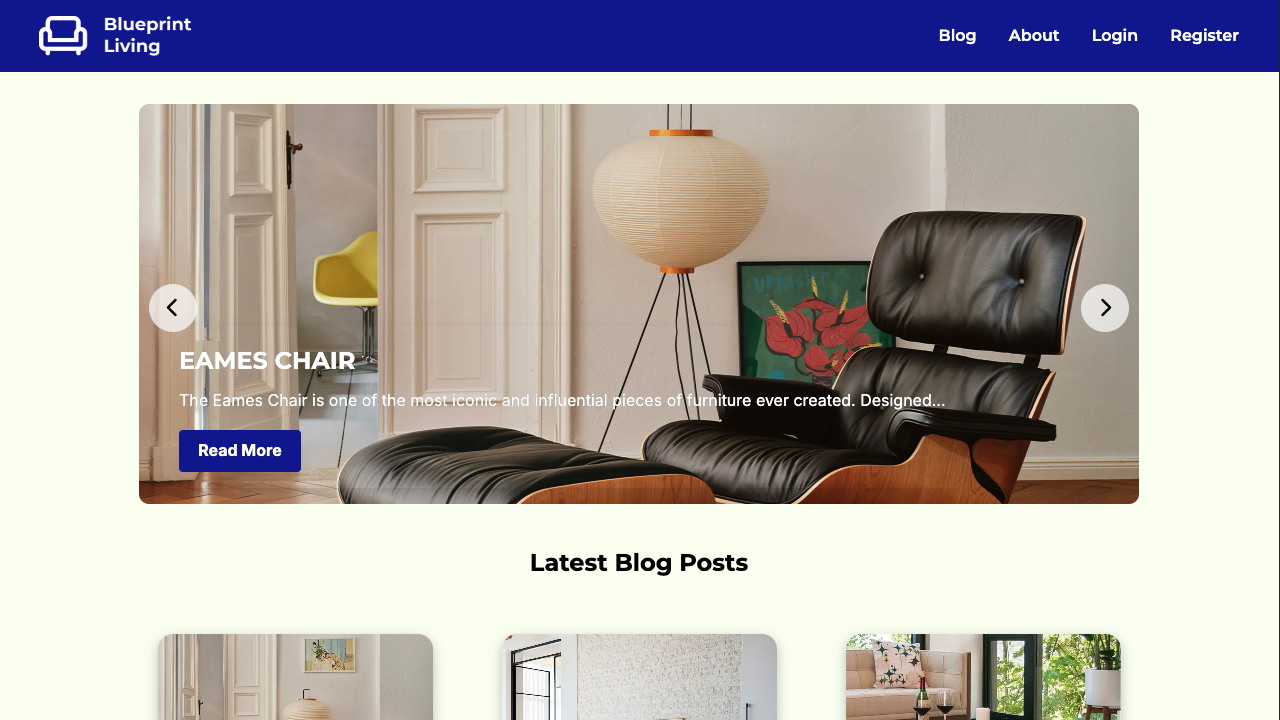 Blueprint
Living
Blog
About
Login
Register
EAMES CHAIR
The Eames Chair is one of the most iconic and influential pieces of furniture ever created. Designed...
Read More
Latest Blog Posts